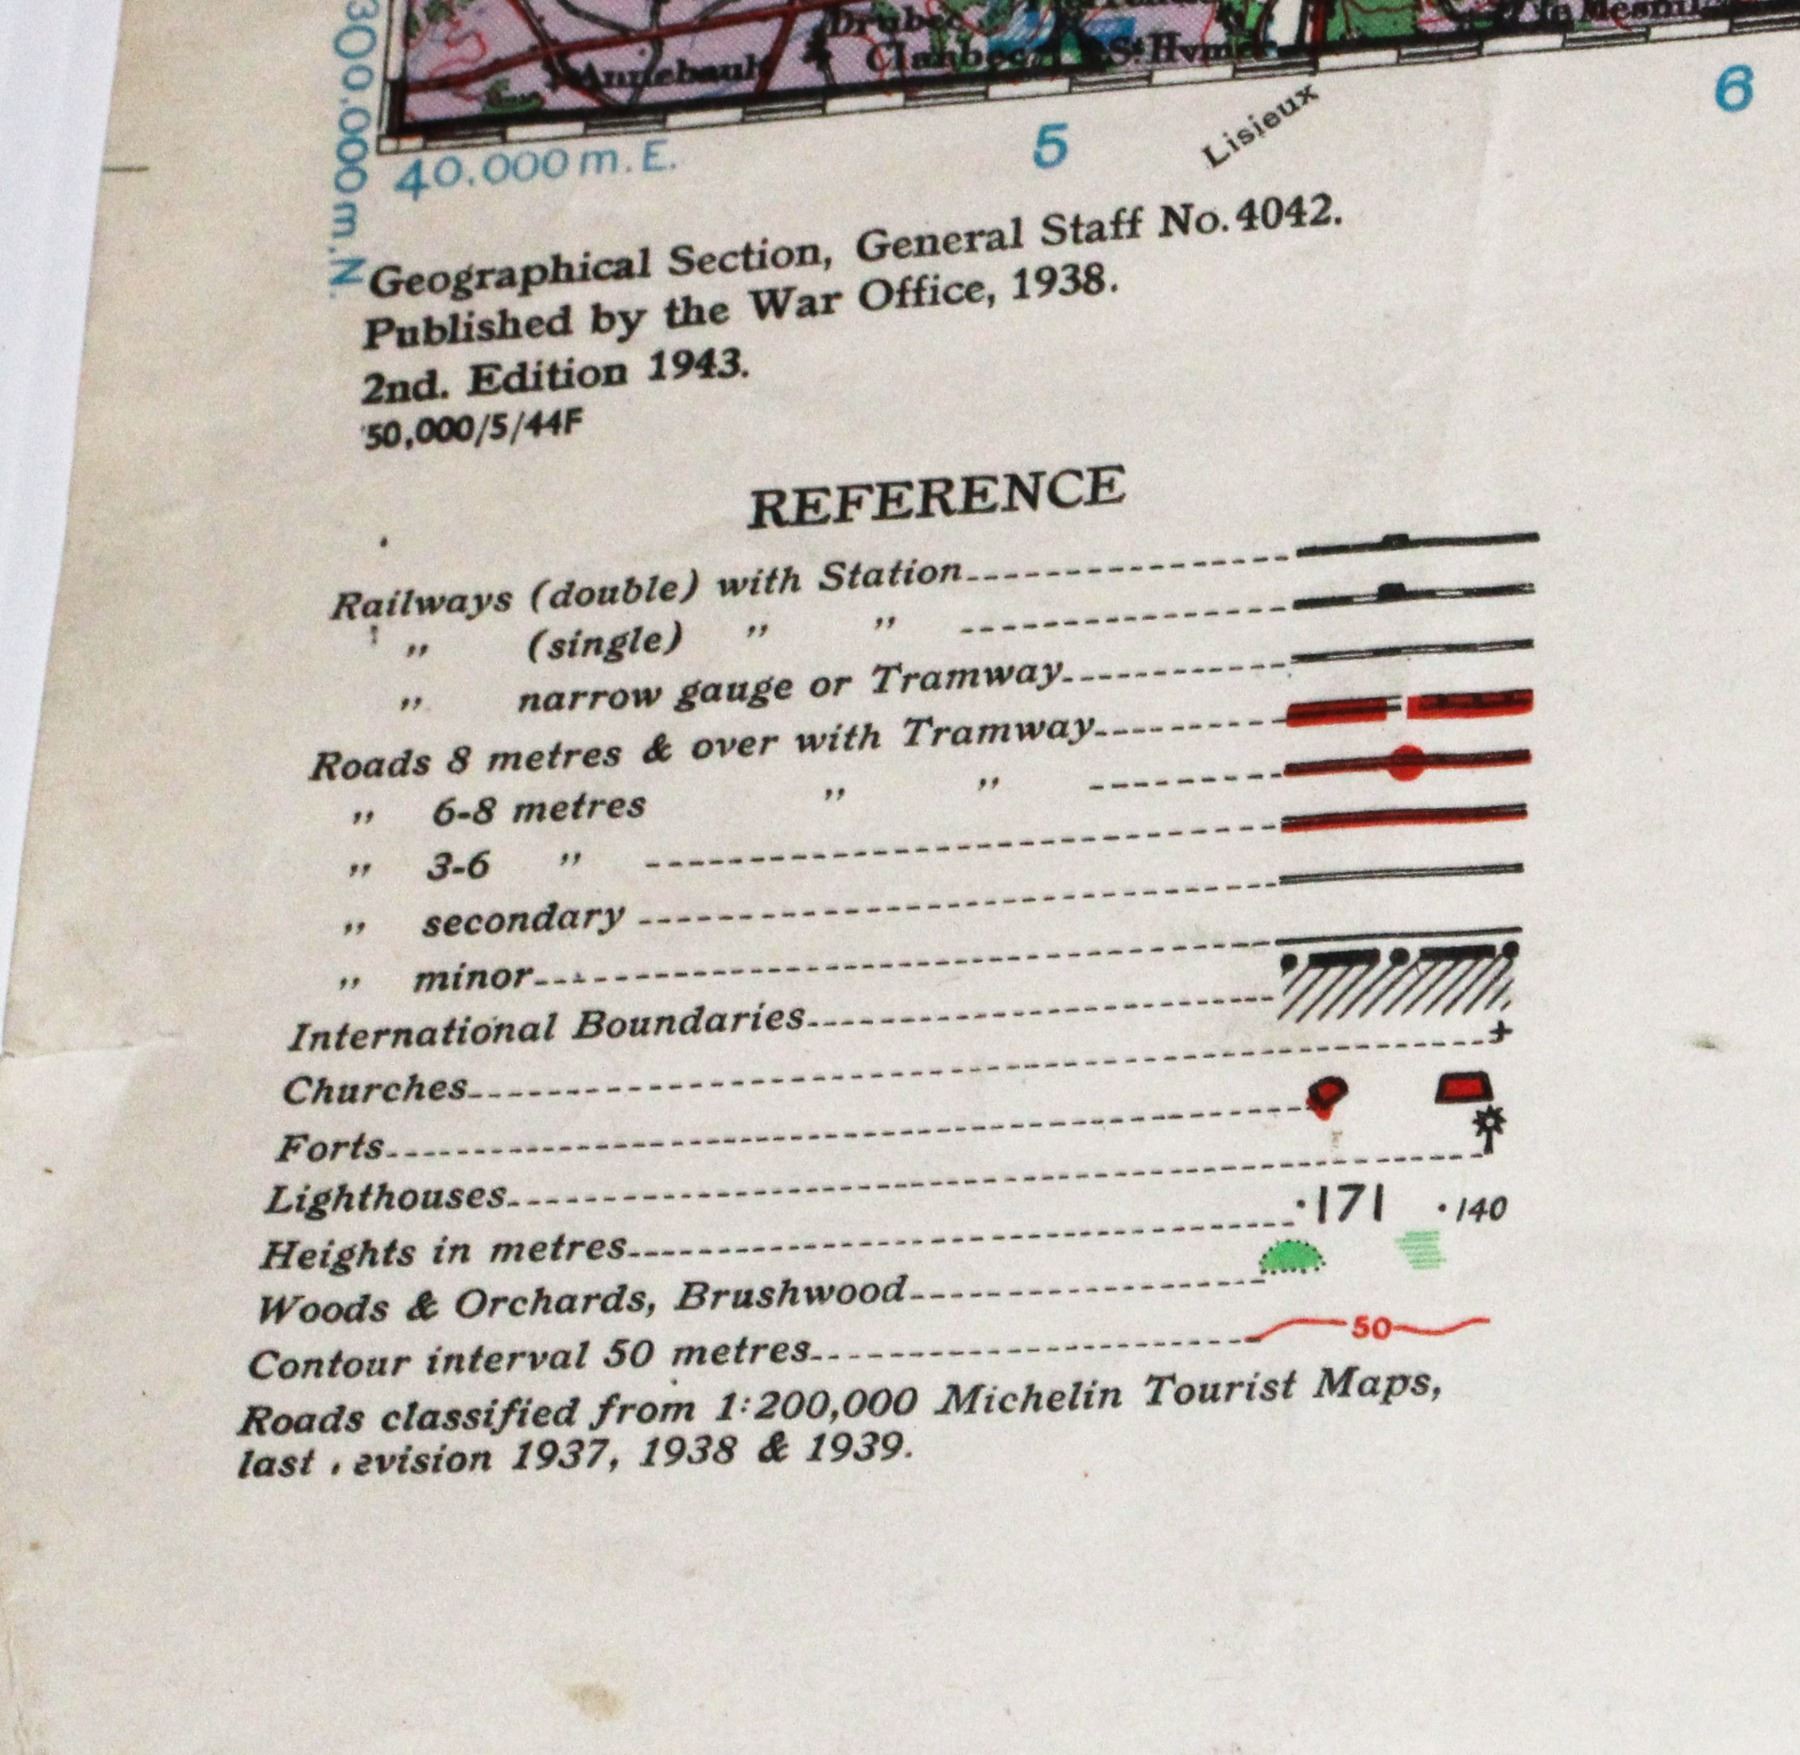 Annebault
St. Hymer
300.000 m. N.
40.000 m. E.
5
6
Lisieux
Geographical Section, General Staff No. 4042.
Published by the War Office, 1938.
2nd. Edition 1943.
50,000/5/44F
REFERENCE
Railways (double) with Station
„ (single) „ „
„ narrow gauge or Tramway
Roads 8 metres & over with Tramway
„ 6-8 metres „ „
„ 3-6 „
„ secondary
„ minor
International Boundaries
Churches
Forts
Lighthouses
Heights in metres ·171 ·140
Woods & Orchards, Brushwood
Contour interval 50 metres 50
Roads classified from 1:200,000 Michelin Tourist Maps,
last evision 1937, 1938 & 1939.